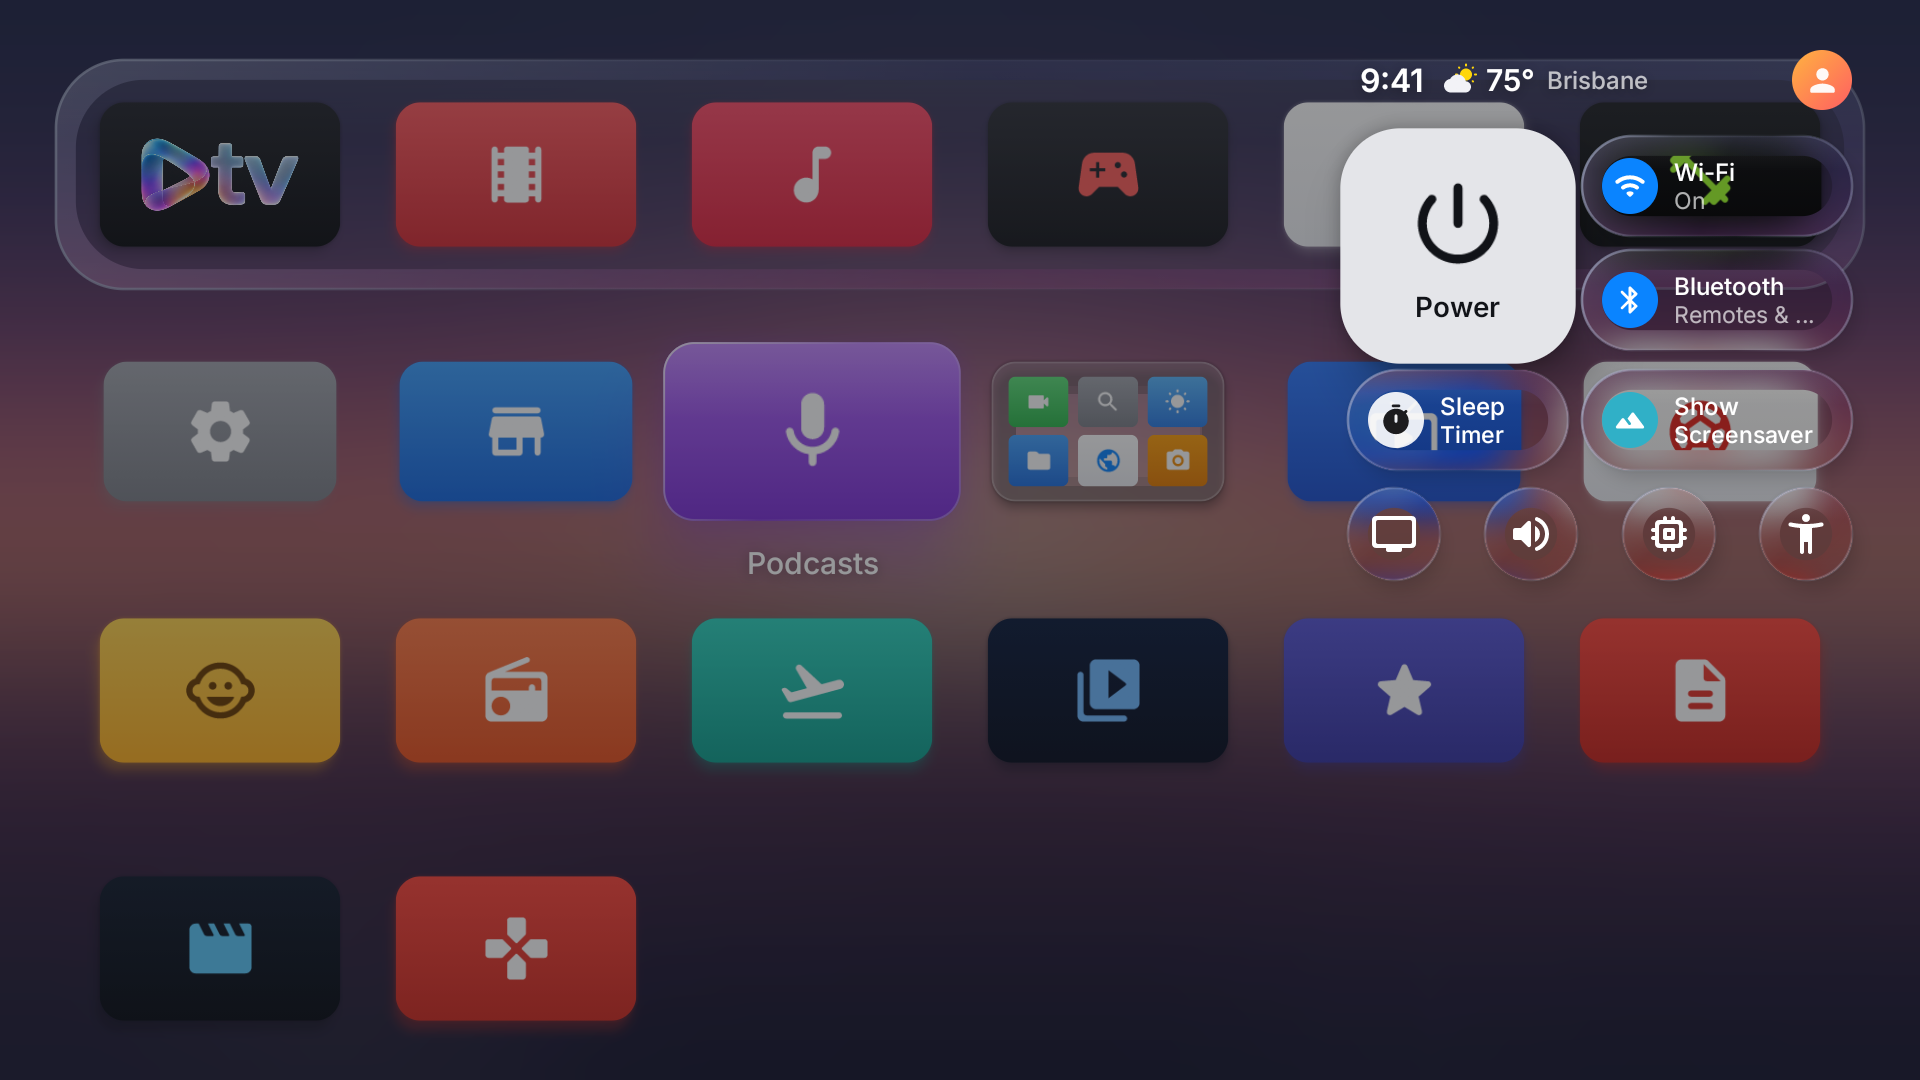 9:41 75° Brisbane
tv
Power
Wi-Fi
On
Bluetooth
Remotes & ...
Sleep
Timer
Show
Screensaver
Podcasts